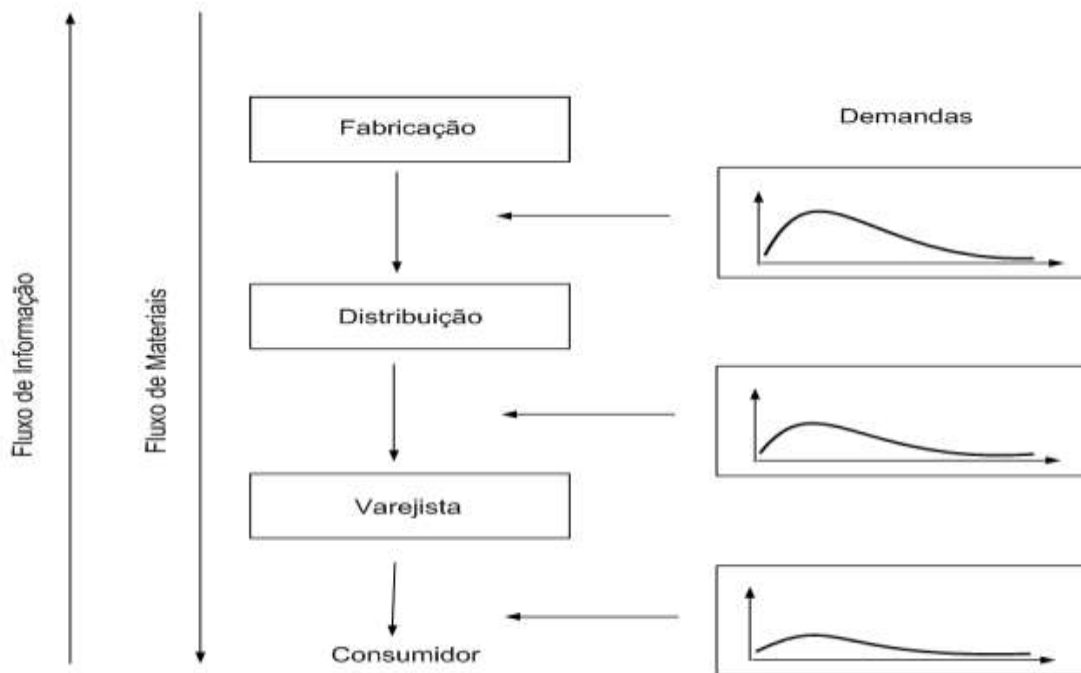 Fabricação
Demandas
Distribuição
Varejista
Consumidor
Fluxo de Informação
Fluxo de Materiais